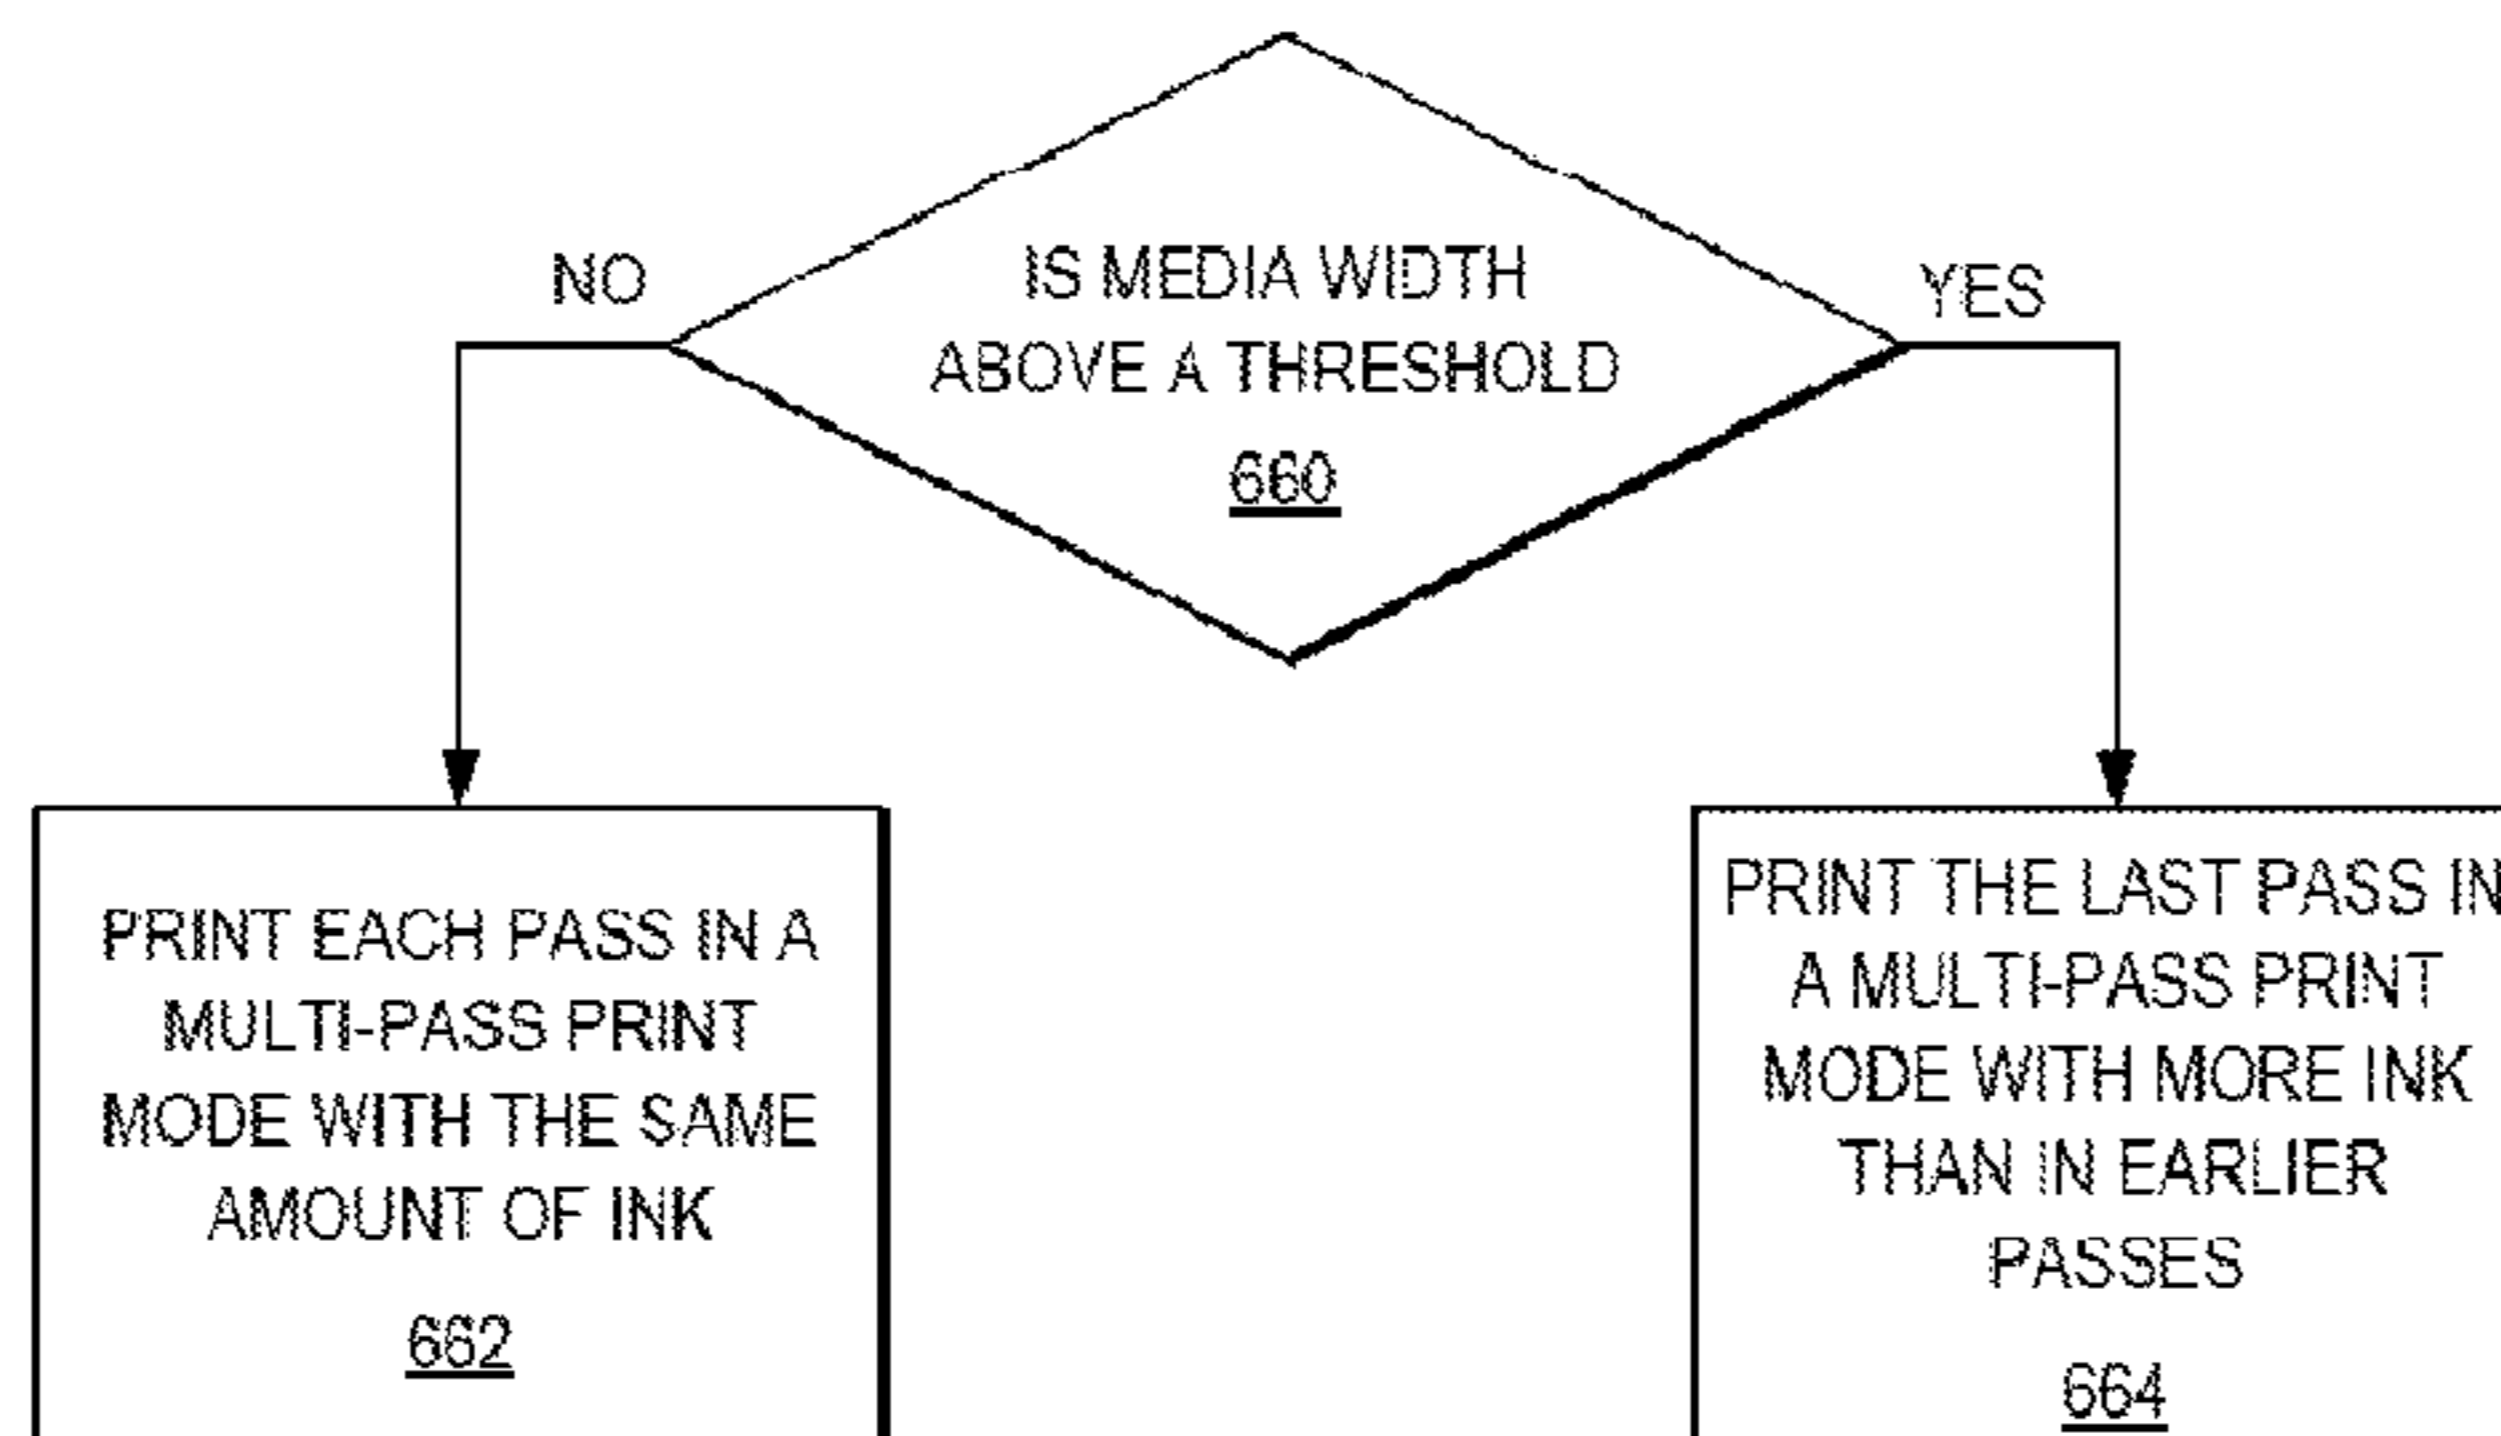 IS MEDIA WIDTH
ABOVE A THRESHOLD
660
NO
YES
PRINT EACH PASS IN A
MULTI-PASS PRINT
MODE WITH THE SAME
AMOUNT OF INK
662
PRINT THE LAST PASS IN
A MULTI-PASS PRINT
MODE WITH MORE INK
THAN IN EARLIER
PASSES
664